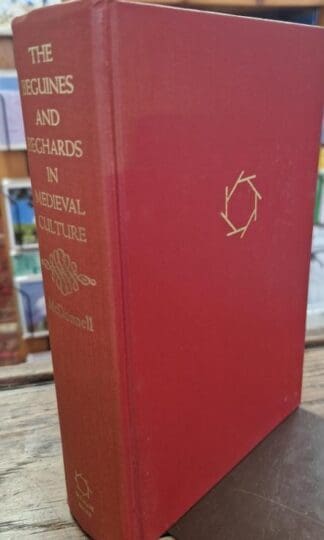 THE
BEGUINES
AND
BEGHARDS
IN
MEDIEVAL
CULTURE
McDonnell